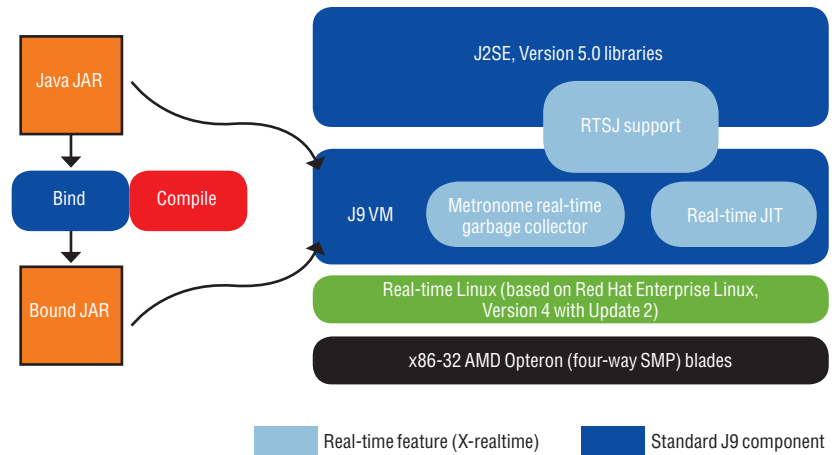 Java JAR
Bind
Compile
Bound JAR
J2SE, Version 5.0 libraries
RTSJ support
J9 VM
Metronome real-time
garbage collector
Real-time JIT
Real-time Linux (based on Red Hat Enterprise Linux,
Version 4 with Update 2)
x86-32 AMD Opteron (four-way SMP) blades
Real-time feature (X-realtime)
Standard J9 component